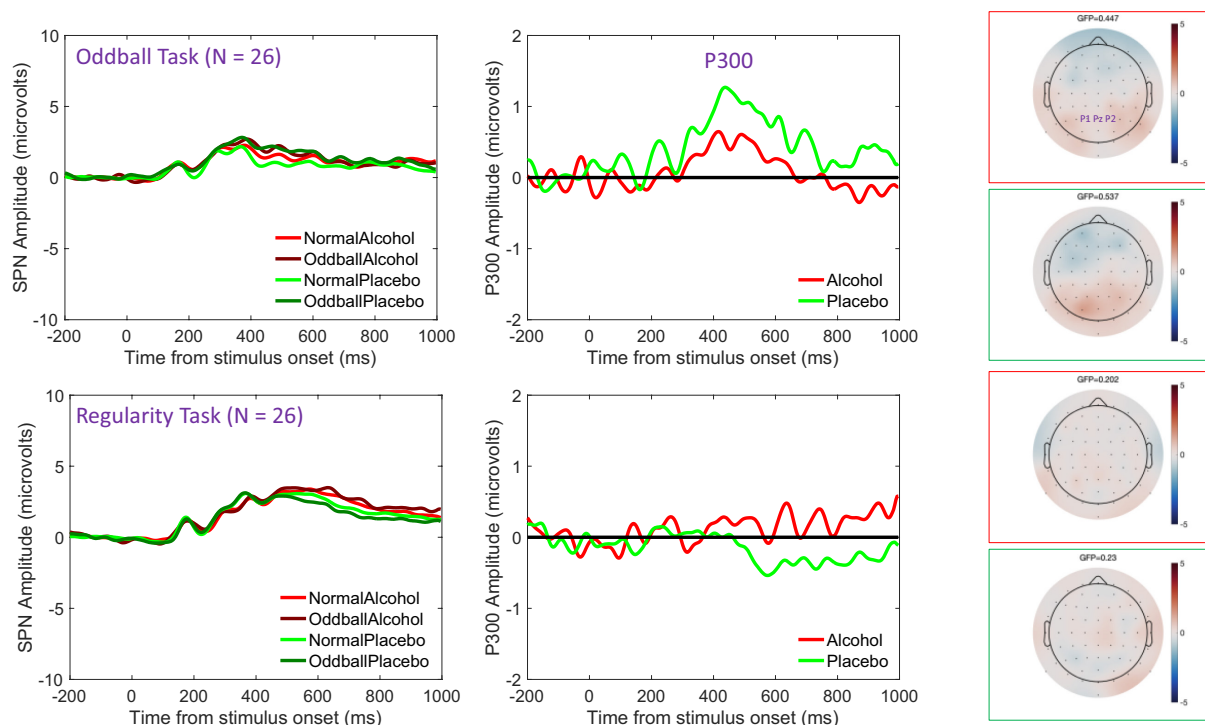 Oddball Task (N = 26)
10
5
0
-5
-10
SPN Amplitude (microvolts)
NormalAlcohol
OddballAlcohol
NormalPlacebo
OddballPlacebo
-200 0 200 400 600 800 1000
Time from stimulus onset (ms)
P300
2
1
0
-1
-2
P300 Amplitude (microvolts)
Alcohol
Placebo
-200 0 200 400 600 800 1000
Time from stimulus onset (ms)
GFP=0.447
P1 Pz P2
5
0
-5
GFP=0.537
5
0
-5
Regularity Task (N = 26)
10
5
0
-5
-10
SPN Amplitude (microvolts)
NormalAlcohol
OddballAlcohol
NormalPlacebo
OddballPlacebo
-200 0 200 400 600 800 1000
Time from stimulus onset (ms)
2
1
0
-1
-2
P300 Amplitude (microvolts)
Alcohol
Placebo
-200 0 200 400 600 800 1000
Time from stimulus onset (ms)
GFP=0.202
5
0
-5
GFP=0.23
5
0
-5